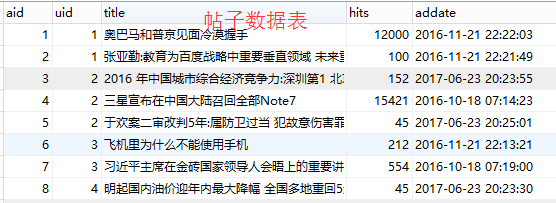 帖子数据表
aid uid title hits addate
1 1 奥巴马和普京见面冷漠握手 12000 2016-11-21 22:22:03
2 1 张亚勤:教育为百度战略中重要垂直领域 未来重 100 2016-11-21 22:21:49
3 2 2016 年中国城市综合经济竞争力:深圳第1 北京 152 2017-06-23 20:23:55
4 2 三星宣布在中国大陆召回全部Note7 15421 2016-10-18 07:14:23
5 2 于欢案二审改判5年:属防卫过当 犯故意伤害罪 45 2017-06-23 20:25:01
6 3 飞机里为什么不能使用手机 212 2016-11-21 22:13:21
7 3 习近平主席在金砖国家领导人会晤上的重要讲 554 2016-10-18 07:19:00
8 4 明起国内油价迎年内最大降幅 全国多地重回5 45 2017-06-23 20:23:30